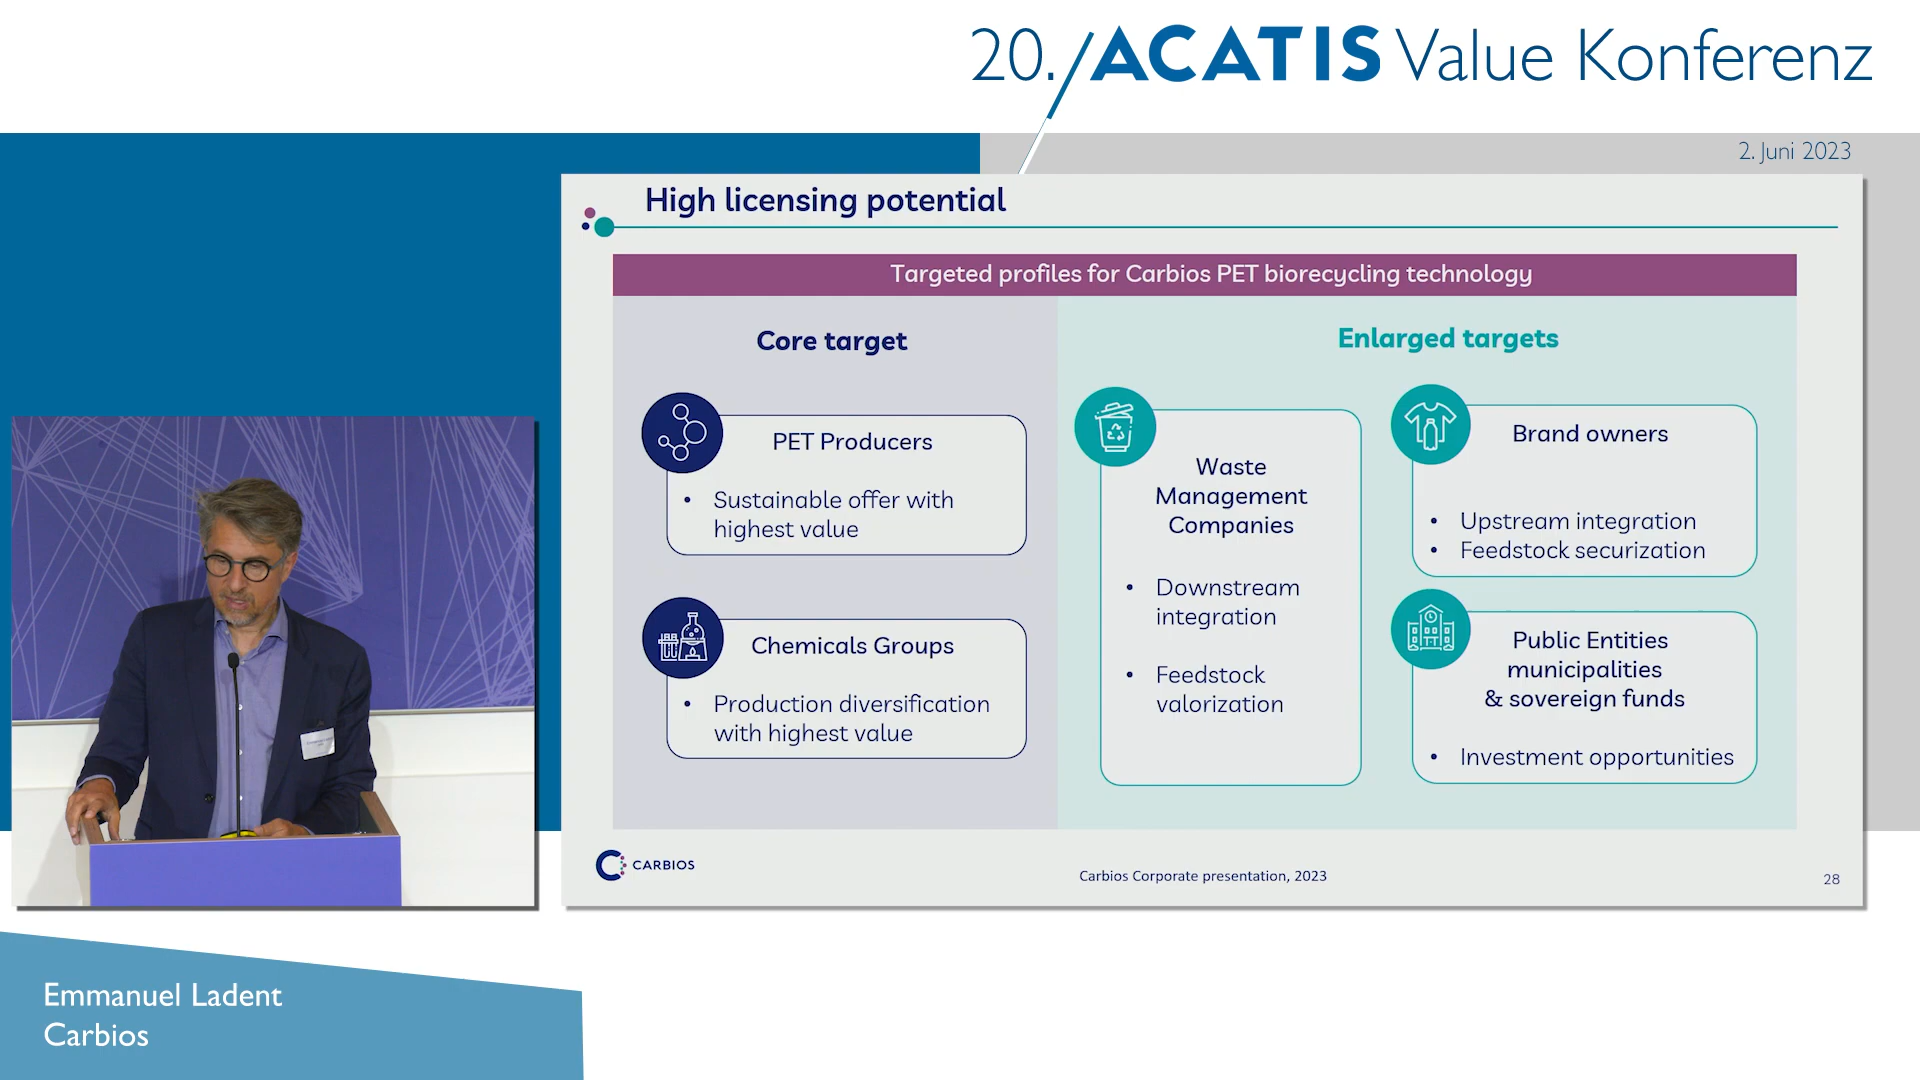 20. ACATIS Value Konferenz
2. Juni 2023
High licensing potential
Targeted profiles for Carbios PET biorecycling technology
Core target
PET Producers
• Sustainable offer with
highest value
Chemicals Groups
• Production diversification
with highest value
Enlarged targets
Waste
Management
Companies
• Downstream
integration
• Feedstock
valorization
Brand owners
• Upstream integration
• Feedstock securization
Public Entities
municipalities
& sovereign funds
• Investment opportunities
CARBIOS
Carbios Corporate presentation, 2023
28
Emmanuel Ladent
Carbios